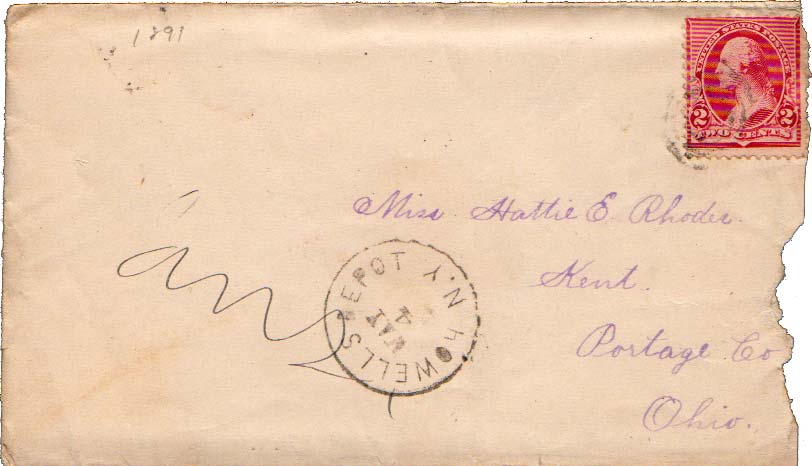 1891
UNITED STATES POSTAGE
2 2
TWO CENTS
Miss Hattie E. Rhodes.
Kent.
Portage Co
Ohio.
Ans
HOWELLS DEPOT N.Y.
MAY
4